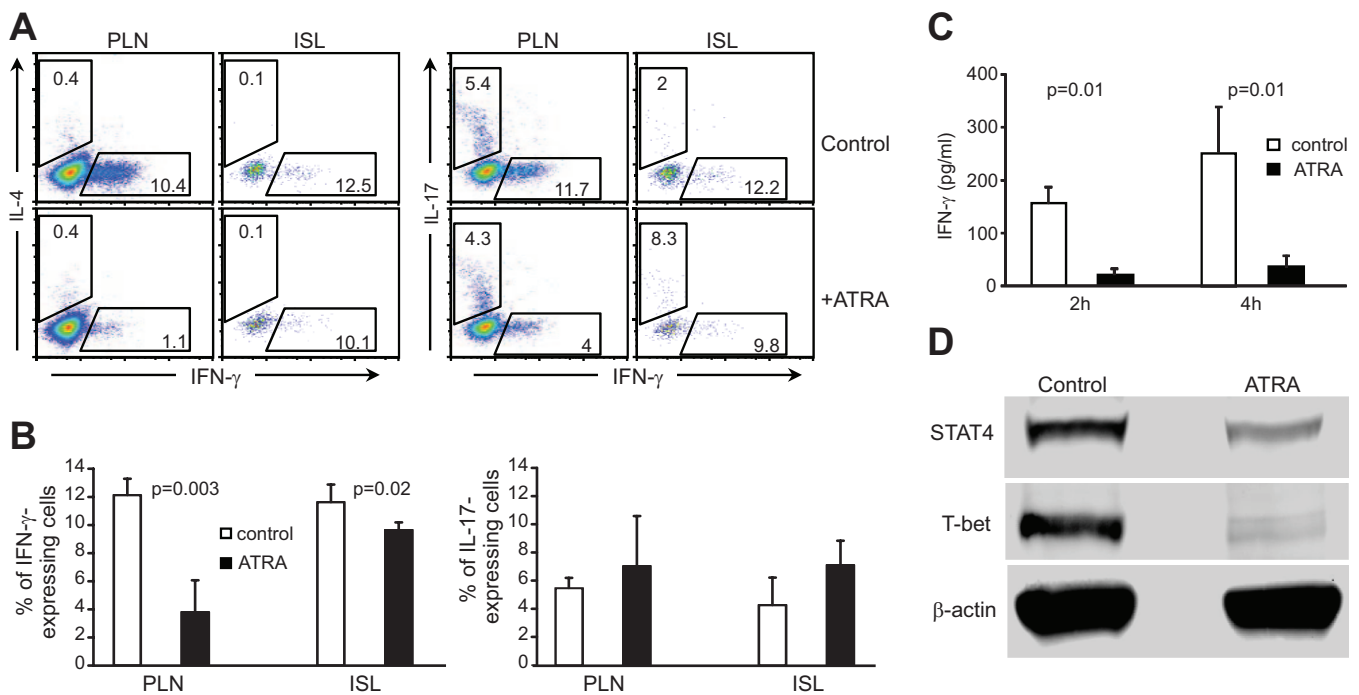 A
PLN
ISL
PLN
ISL
0.4
0.1
5.4
2
10.4
12.5
11.7
12.2
Control
IL-4
IL-17
0.4
0.1
4.3
8.3
1.1
10.1
4
9.8
+ATRA
IFN-γ
IFN-γ
B
% of IFN-γ-
expressing cells
14
12
10
8
6
4
2
0
p=0.003
p=0.02
control
ATRA
PLN
ISL
% of IL-17-
expressing cells
14
12
10
8
6
4
2
0
PLN
ISL
C
IFN-γ (pg/ml)
400
300
200
100
0
p=0.01
p=0.01
control
ATRA
2h
4h
D
Control
ATRA
STAT4
T-bet
β-actin